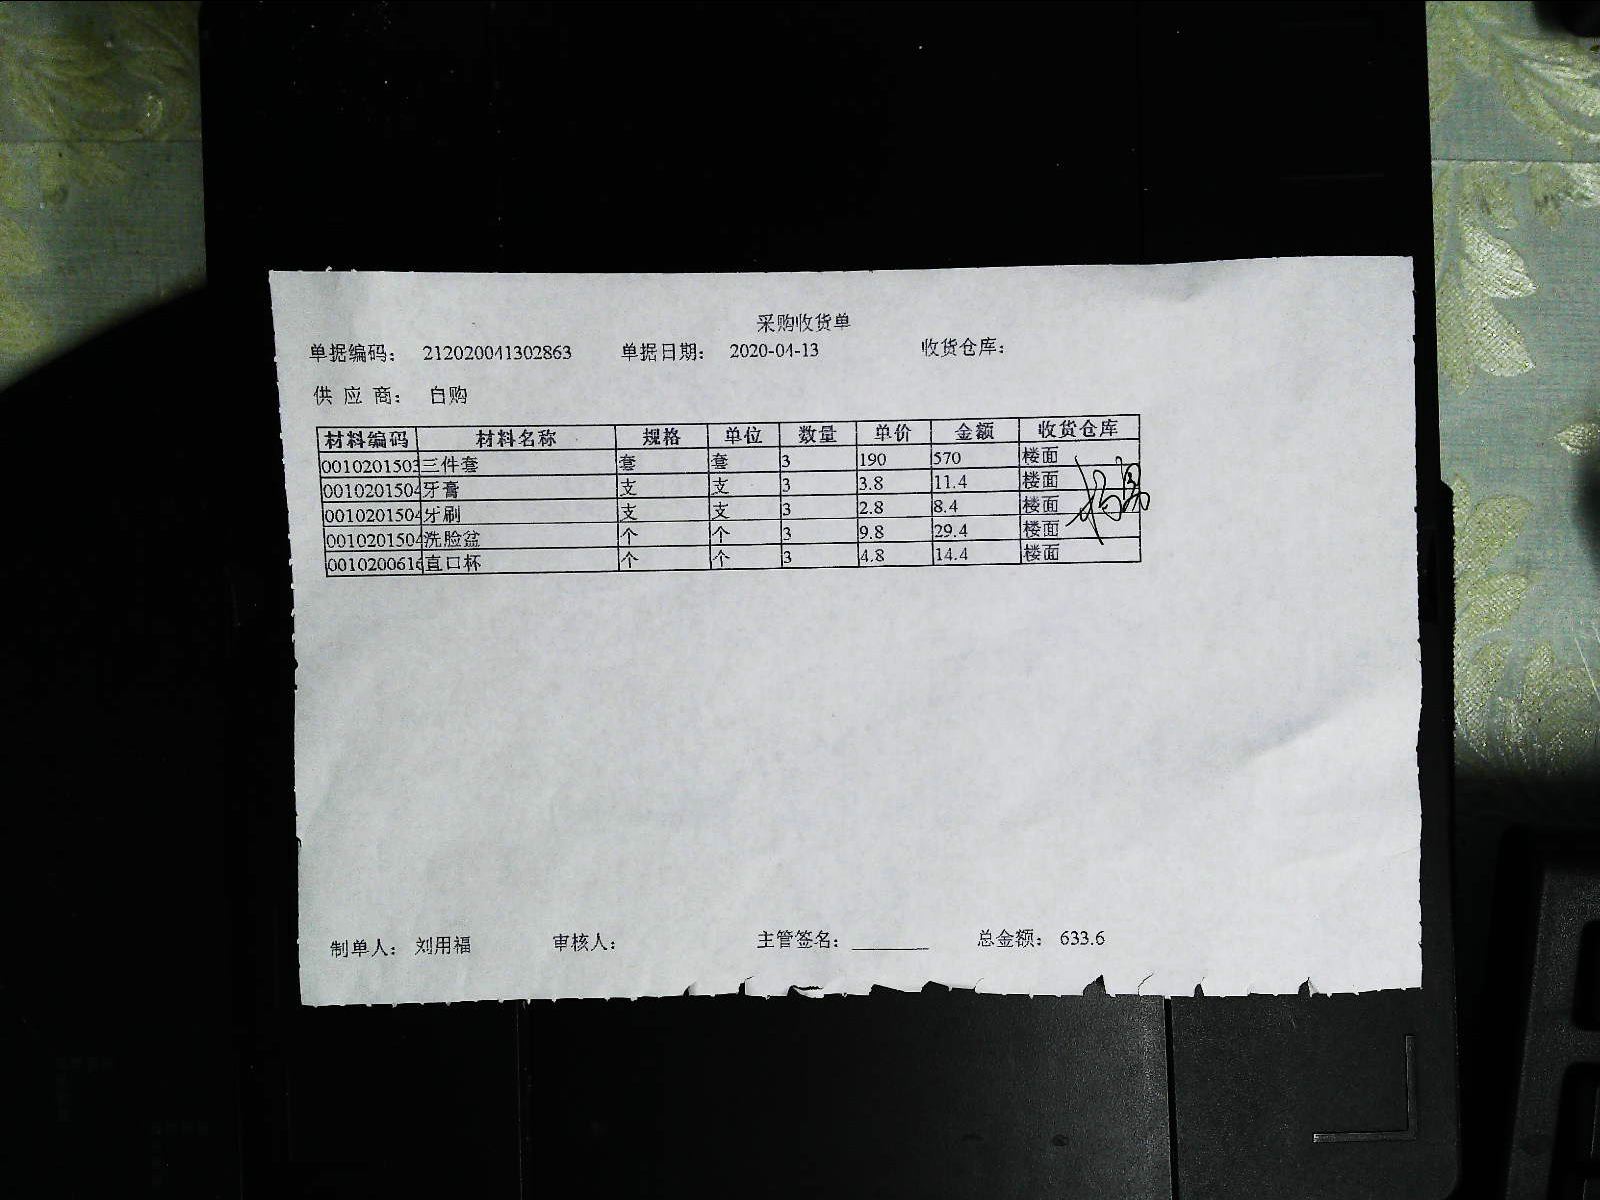 采购收货单
单据编码： 212020041302863 单据日期： 2020-04-13 收货仓库：
供 应 商： 自购
材料编码 材料名称 规格 单位 数量 单价 金额 收货仓库
0010201503 三件套 套 套 3 190 570 楼面
0010201504 牙膏 支 支 3 3.8 11.4 楼面
0010201504 牙刷 支 支 3 2.8 8.4 楼面
0010201504 洗脸盆 个 个 3 9.8 29.4 楼面
001020061 直口杯 个 个 3 4.8 14.4 楼面
制单人： 刘用福 审核人： 主管签名： 总金额： 633.6